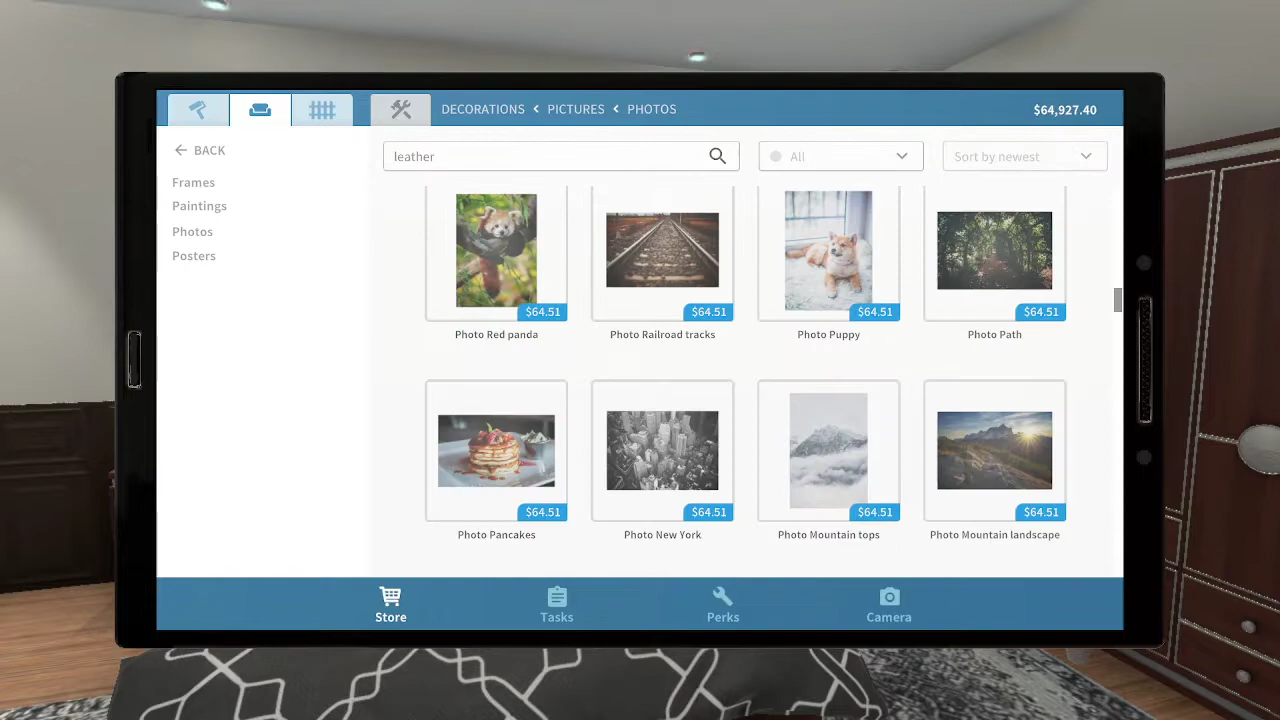 DECORATIONS < PICTURES < PHOTOS
$64,927.40
BACK
leather
All
Sort by newest
Frames
Paintings
Photos
Posters
$64.51
$64.51
$64.51
$64.51
Photo Red panda
Photo Railroad tracks
Photo Puppy
Photo Path
$64.51
$64.51
$64.51
$64.51
Photo Pancakes
Photo New York
Photo Mountain tops
Photo Mountain landscape
Store
Tasks
Perks
Camera